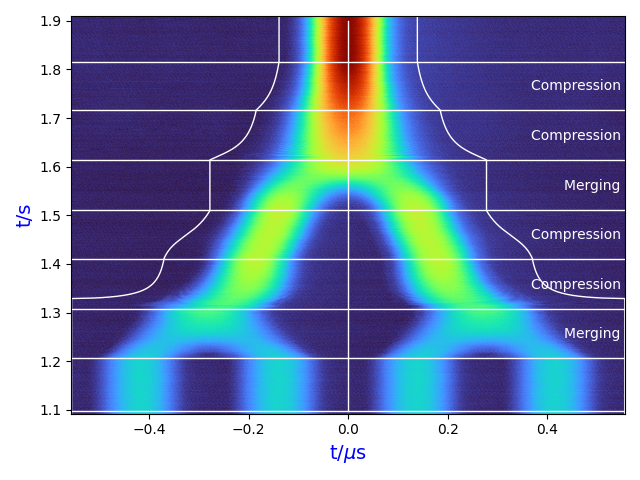 1.9
1.8
Compression
1.7
Compression
1.6
Merging
t/s
1.5
Compression
1.4
Compression
1.3
Merging
1.2
1.1
−0.4 −0.2 0.0 0.2 0.4
t/μs